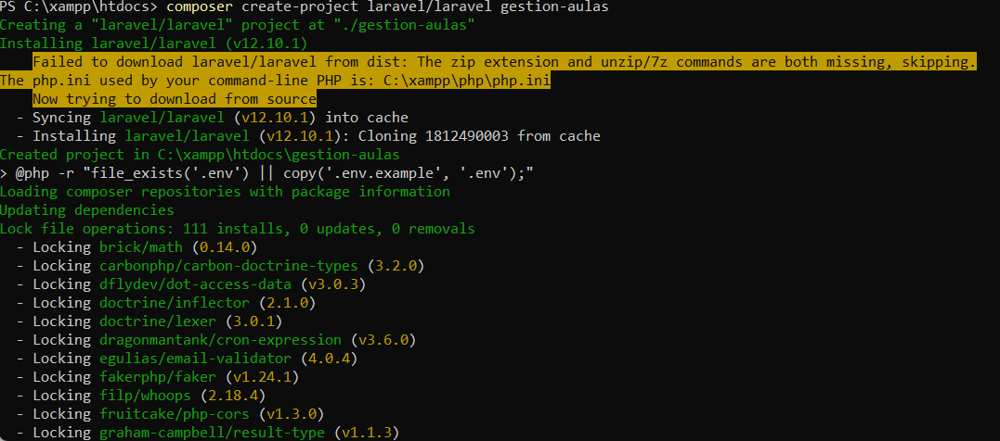 PS C:\xampp\htdocs> composer create-project laravel/laravel gestion-aulas
Creating a "laravel/laravel" project at "./gestion-aulas"
Installing laravel/laravel (v12.10.1)
    Failed to download laravel/laravel from dist: The zip extension and unzip/7z commands are both missing, skipping.
The php.ini used by your command-line PHP is: C:\xampp\php\php.ini
    Now trying to download from source
  - Syncing laravel/laravel (v12.10.1) into cache
  - Installing laravel/laravel (v12.10.1): Cloning 1812490003 from cache
Created project in C:\xampp\htdocs\gestion-aulas
> @php -r "file_exists('.env') || copy('.env.example', '.env');"
Loading composer repositories with package information
Updating dependencies
Lock file operations: 111 installs, 0 updates, 0 removals
  - Locking brick/math (0.14.0)
  - Locking carbonphp/carbon-doctrine-types (3.2.0)
  - Locking dflydev/dot-access-data (v3.0.3)
  - Locking doctrine/inflector (2.1.0)
  - Locking doctrine/lexer (3.0.1)
  - Locking dragonmantank/cron-expression (v3.6.0)
  - Locking egulias/email-validator (4.0.4)
  - Locking fakerphp/faker (v1.24.1)
  - Locking filp/whoops (2.18.4)
  - Locking fruitcake/php-cors (v1.3.0)
  - Locking graham-campbell/result-type (v1.1.3)